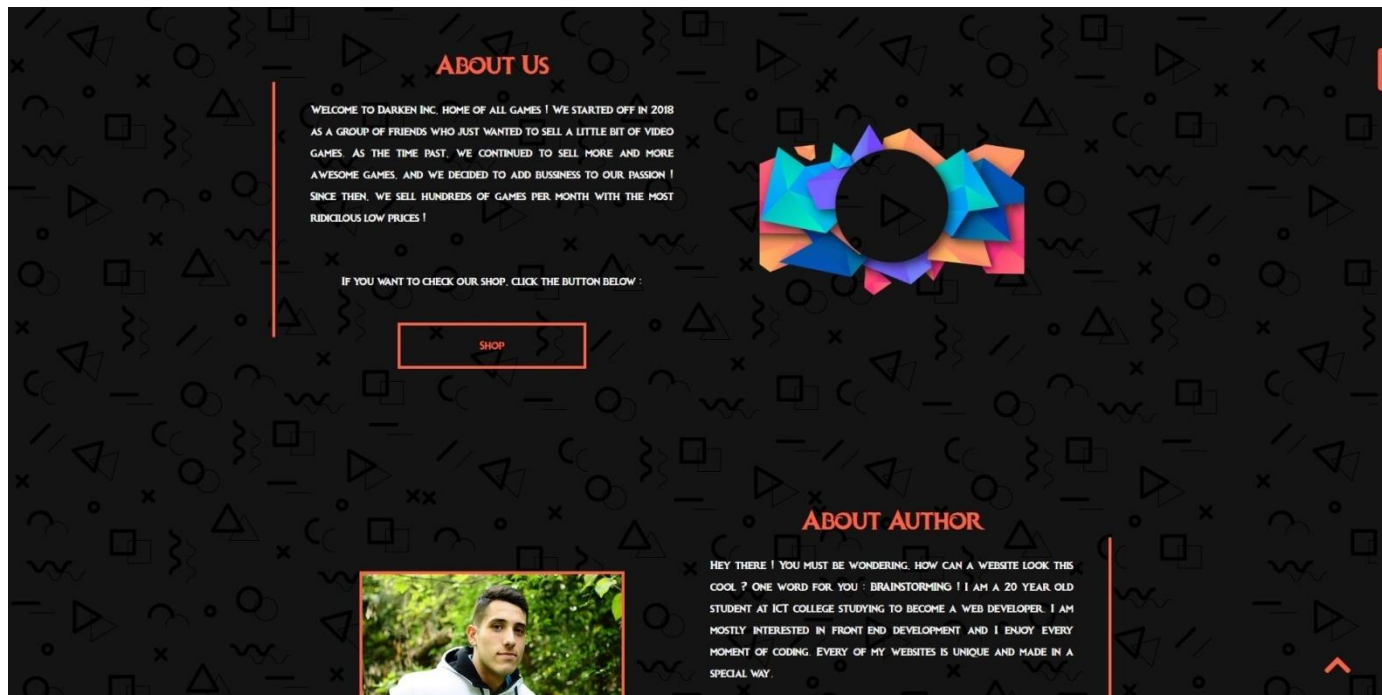 About Us
Welcome to Darken Inc. home of all games ! We started off in 2018
as a group of friends who just wanted to sell a little bit of video
games. As the time past, we continued to sell more and more
awesome games, and we decided to add bussiness to our passion !
Since then, we sell hundreds of games per month with the most
ridicilous low prices !
If you want to check our shop, click the button below :
Shop
About Author
Hey there ! You must be wondering, how can a website look this
cool ? One word for you : BRAINSTORMING ! I am a 20 year old
student at ICT college studying to become a web developer. I am
mostly interested in front end development and I enjoy every
moment of coding. Every of my websites is unique and made in a
special way.